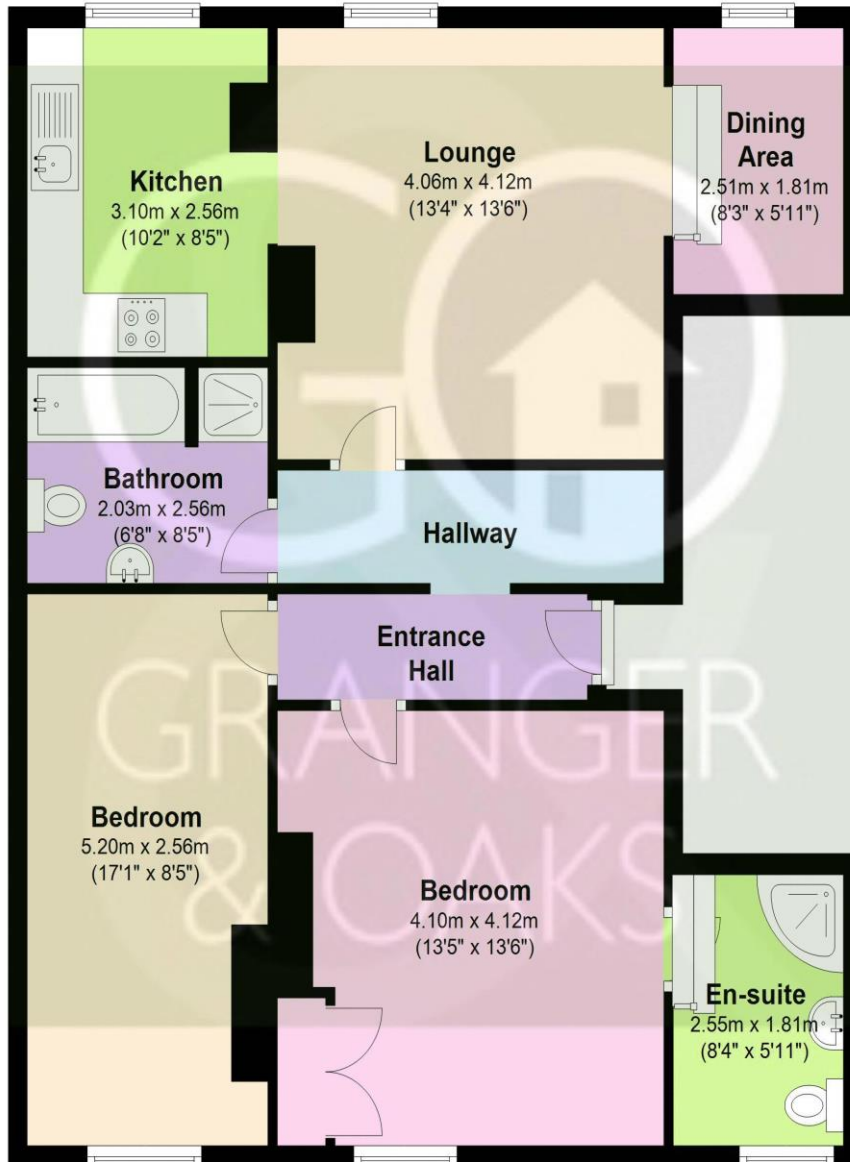 Kitchen
3.10m x 2.56m
(10'2" x 8'5")
Lounge
4.06m x 4.12m
(13'4" x 13'6")
Dining
Area
2.51m x 1.81m
(8'3" x 5'11")
Bathroom
2.03m x 2.56m
(6'8" x 8'5")
Hallway
Entrance
Hall
Bedroom
5.20m x 2.56m
(17'1" x 8'5")
Bedroom
4.10m x 4.12m
(13'5" x 13'6")
En-suite
2.55m x 1.81m
(8'4" x 5'11")
GO
GRANGER
& OAKS